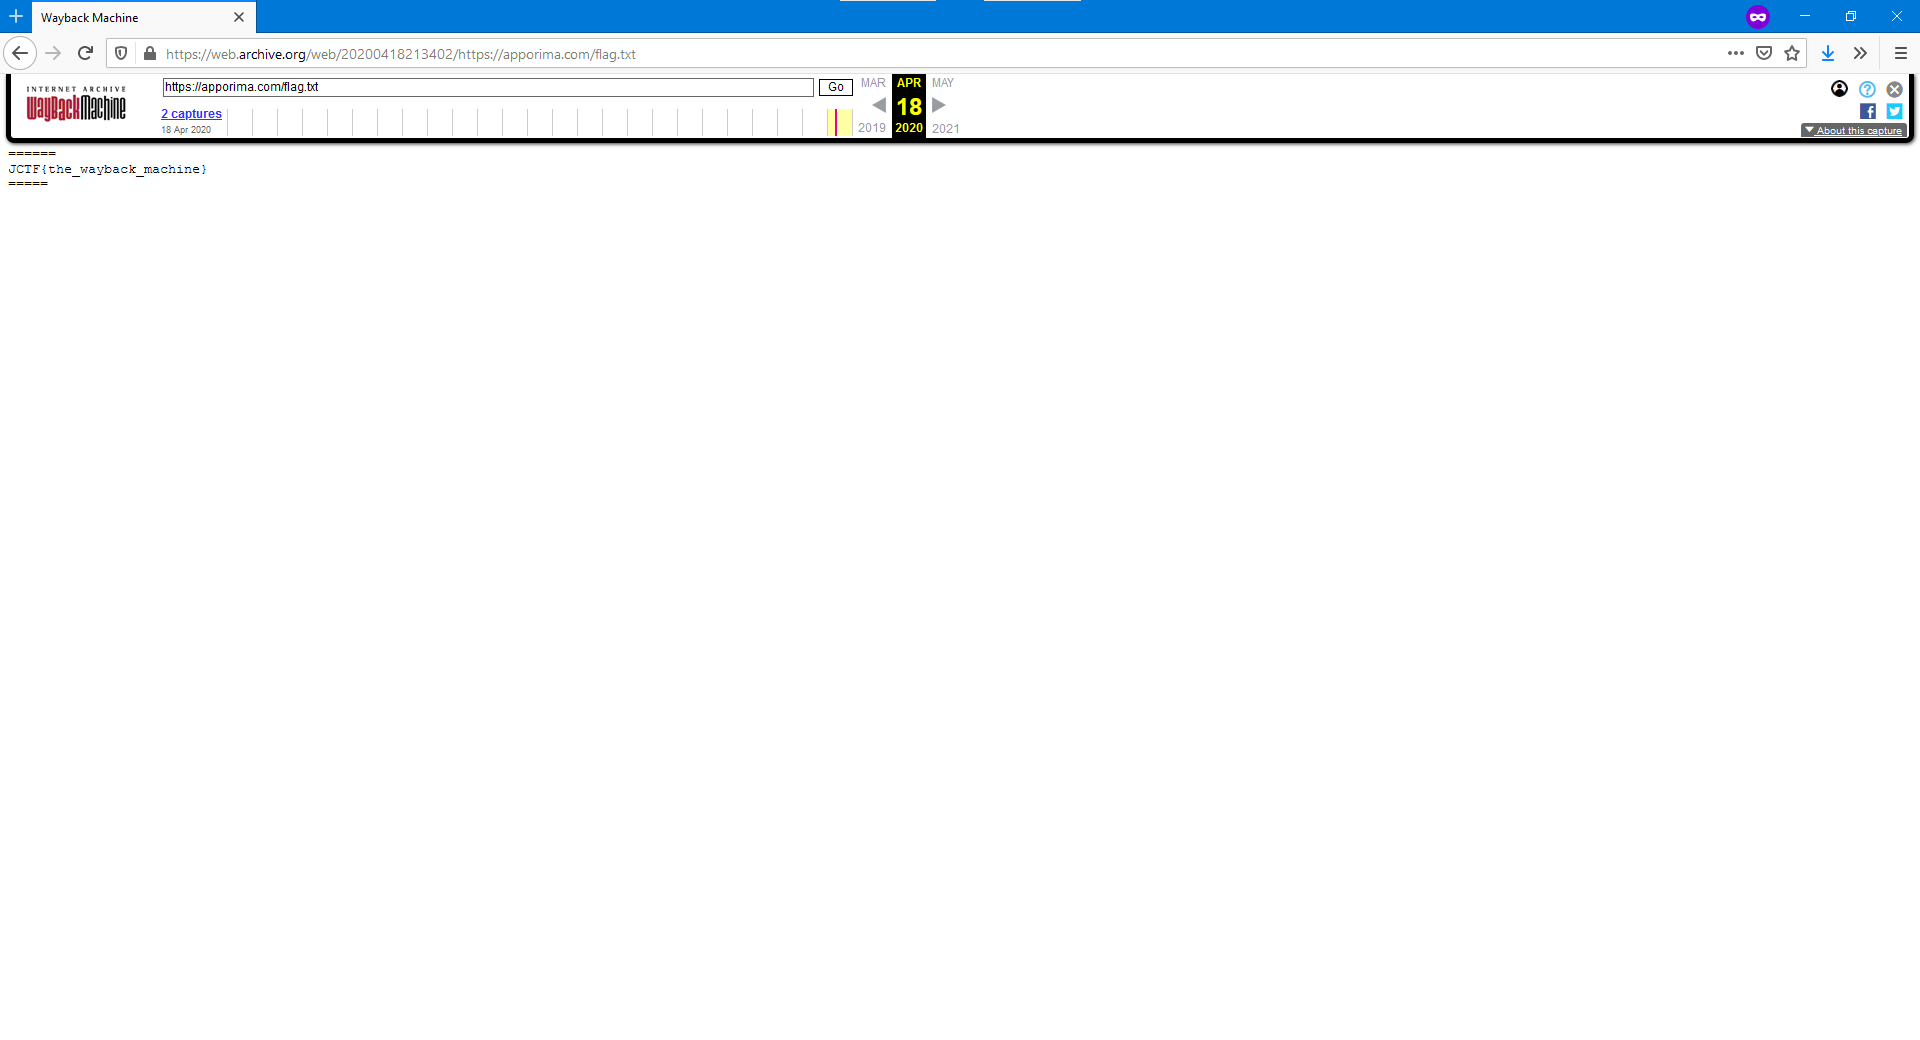 Wayback Machine
https://web.archive.org/web/20200418213402/https://apporima.com/flag.txt
INTERNET ARCHIVE
WayBackMachine
https://apporima.com/flag.txt
Go
MAR
APR
MAY
2 captures
18
18 Apr 2020
2019
2020
2021
About this capture
======
JCTF{the_wayback_machine}
=====